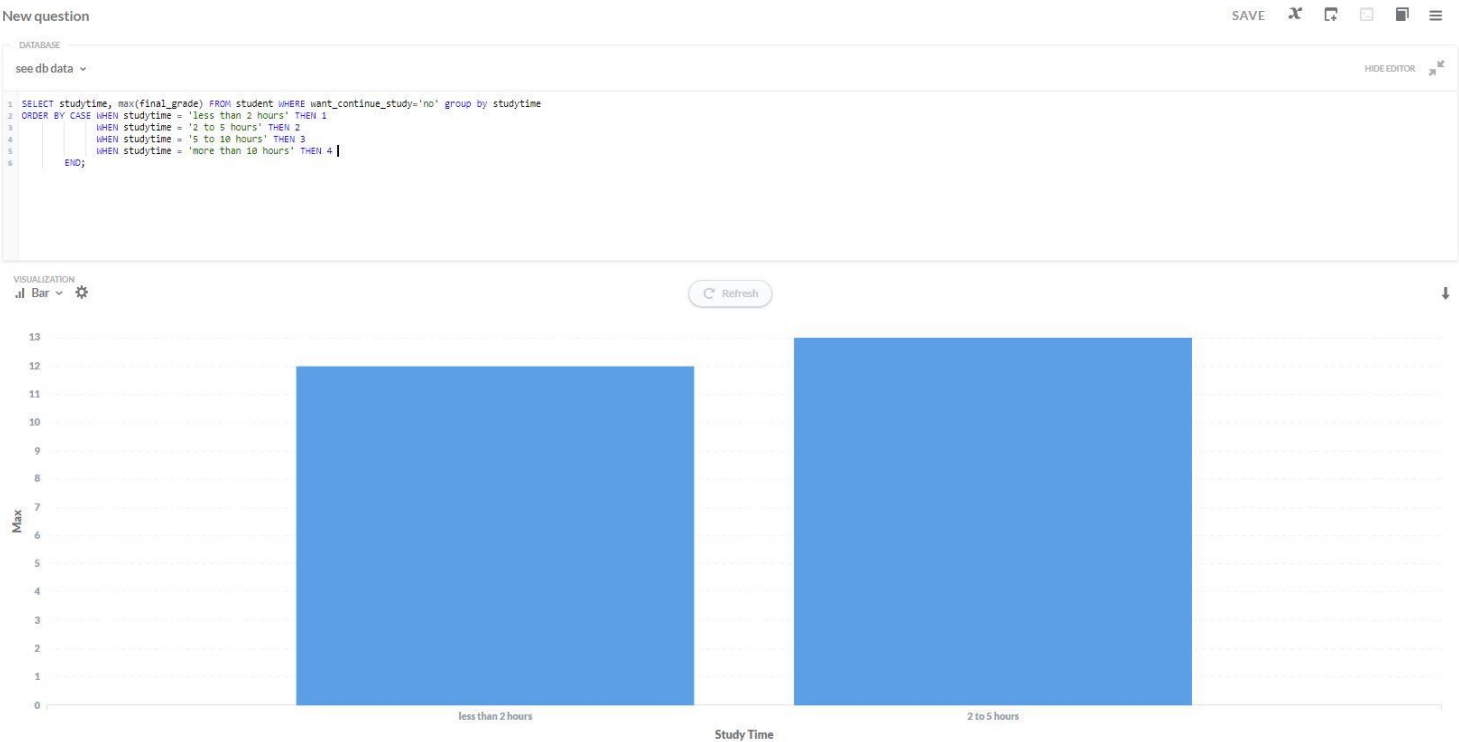 New question
SAVE
DATABASE
see db data
HIDE EDITOR
1 SELECT studytime, max(final_grade) FROM student WHERE want_continue_study='no' group by studytime
2 ORDER BY CASE WHEN studytime = 'less than 2 hours' THEN 1
3 WHEN studytime = '2 to 5 hours' THEN 2
4 WHEN studytime = '5 to 10 hours' THEN 3
5 WHEN studytime = 'more than 10 hours' THEN 4
6 END;
VISUALIZATION
Bar
Refresh
13
12
11
10
9
8
7
6
5
4
3
2
1
0
Max
less than 2 hours
2 to 5 hours
Study Time